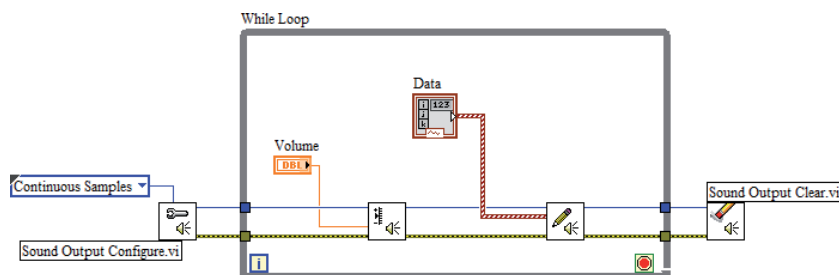 While Loop
Data
i 123
j
k
Volume
DBL
Continuous Samples
Sound Output Clear.vi
Sound Output Configure.vi
i